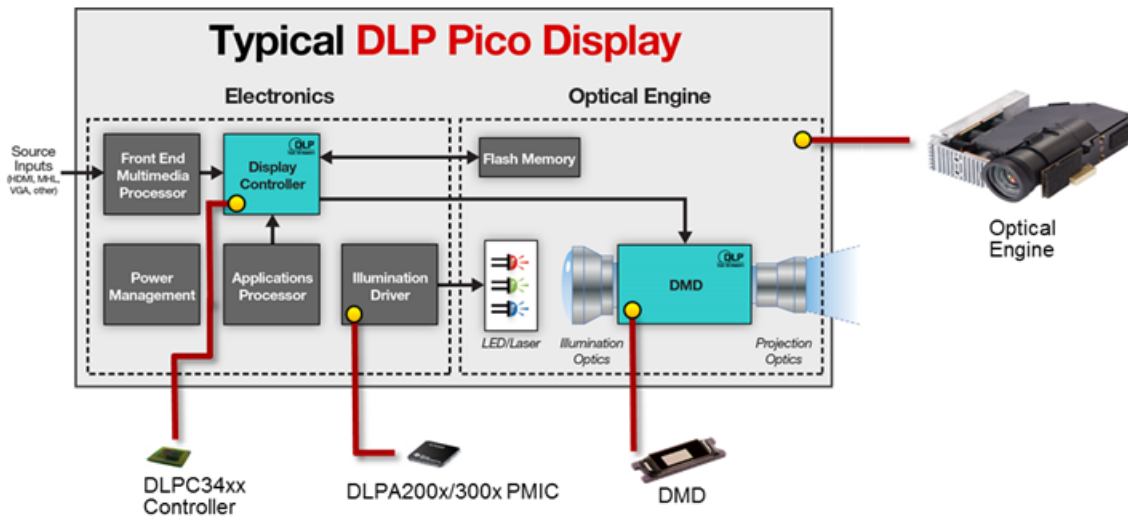 Typical DLP Pico Display
Electronics
Optical Engine
Source
Inputs
(HDMI, MHL,
VGA, other)
Front End
Multimedia
Processor
DLP
Display
Controller
Flash Memory
Power
Management
Applications
Processor
Illumination
Driver
LED/Laser
Illumination
Optics
DLP
DMD
Projection
Optics
Optical
Engine
DLPC34xx
Controller
DLPA200x/300x PMIC
DMD